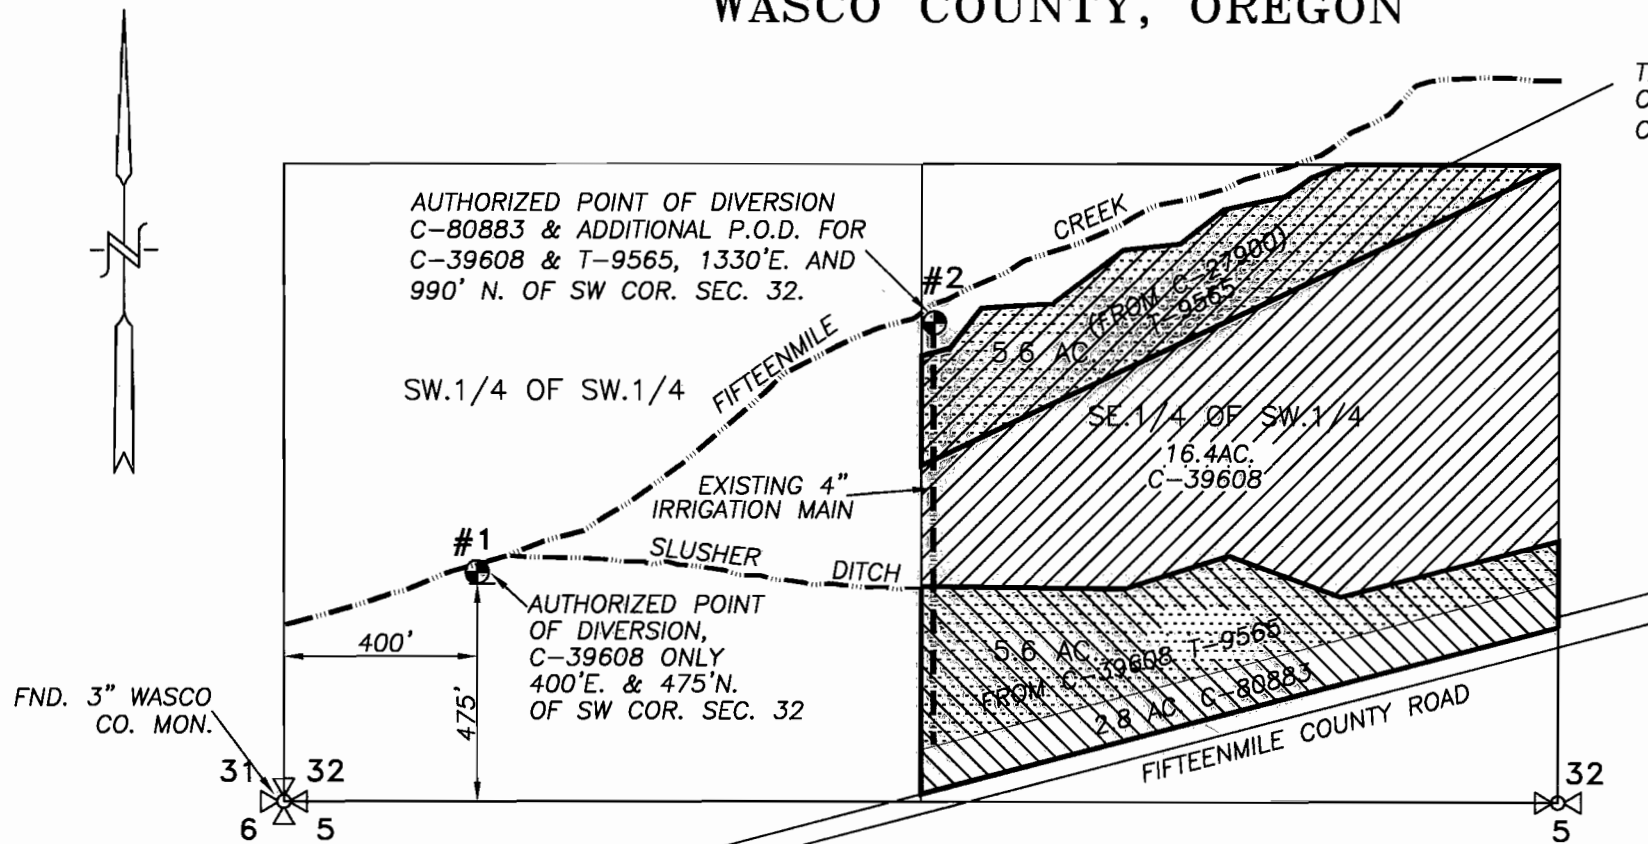 WASCO COUNTY, OREGON
AUTHORIZED POINT OF DIVERSION
C-80883 & ADDITIONAL P.O.D. FOR
C-39608 & T-9565, 1330'E. AND
990' N. OF SW COR. SEC. 32.
CREEK
#2
(FROM C-27900)
T-9565
5.6 AC.
FIFTEENMILE
SW.1/4 OF SW.1/4
SE.1/4 OF SW.1/4
16.4AC.
C-39608
EXISTING 4"
IRRIGATION MAIN
#1
SLUSHER
DITCH
AUTHORIZED POINT
OF DIVERSION,
C-39608 ONLY
400'E. & 475'N.
OF SW COR. SEC. 32
400'
475'
5.6 AC.
FROM C-39608 T-9565
2.8 AC. C-80883
FIFTEENMILE COUNTY ROAD
FND. 3" WASCO
CO. MON.
31 32
6 5
32
5
N